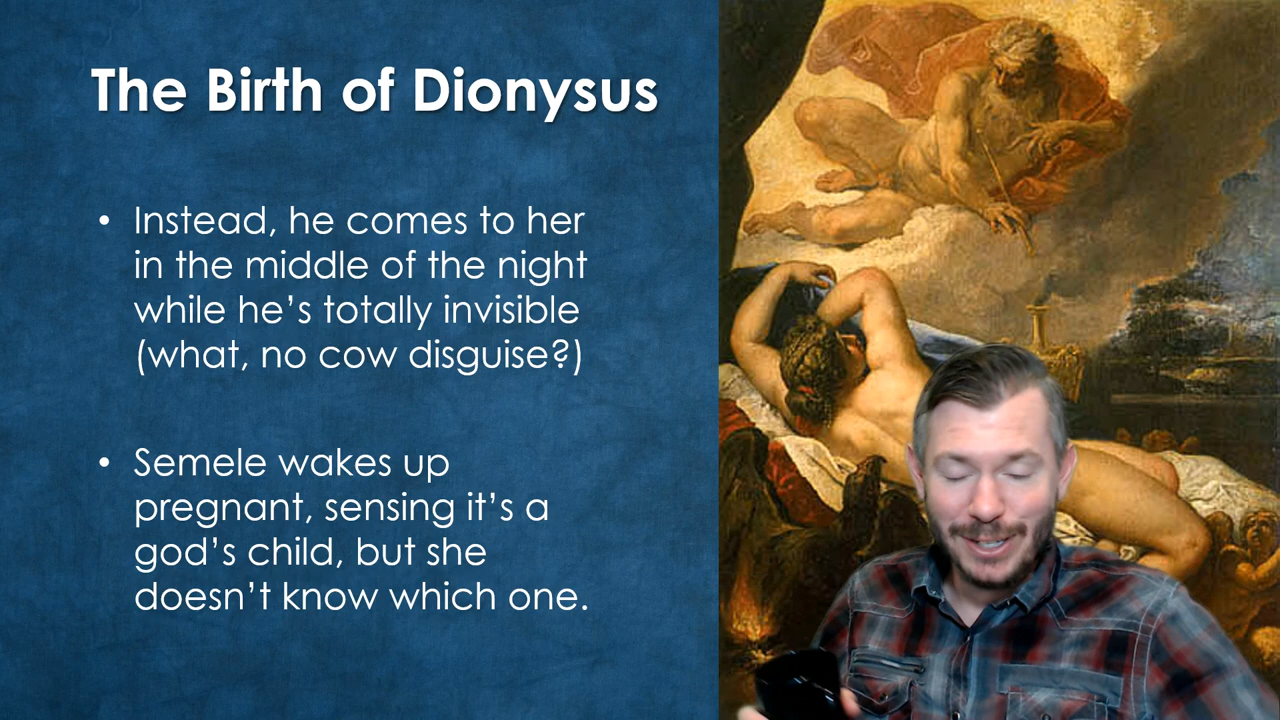 The Birth of Dionysus
• Instead, he comes to her
in the middle of the night
while he’s totally invisible
(what, no cow disguise?)
• Semele wakes up
pregnant, sensing it’s a
god’s child, but she
doesn’t know which one.